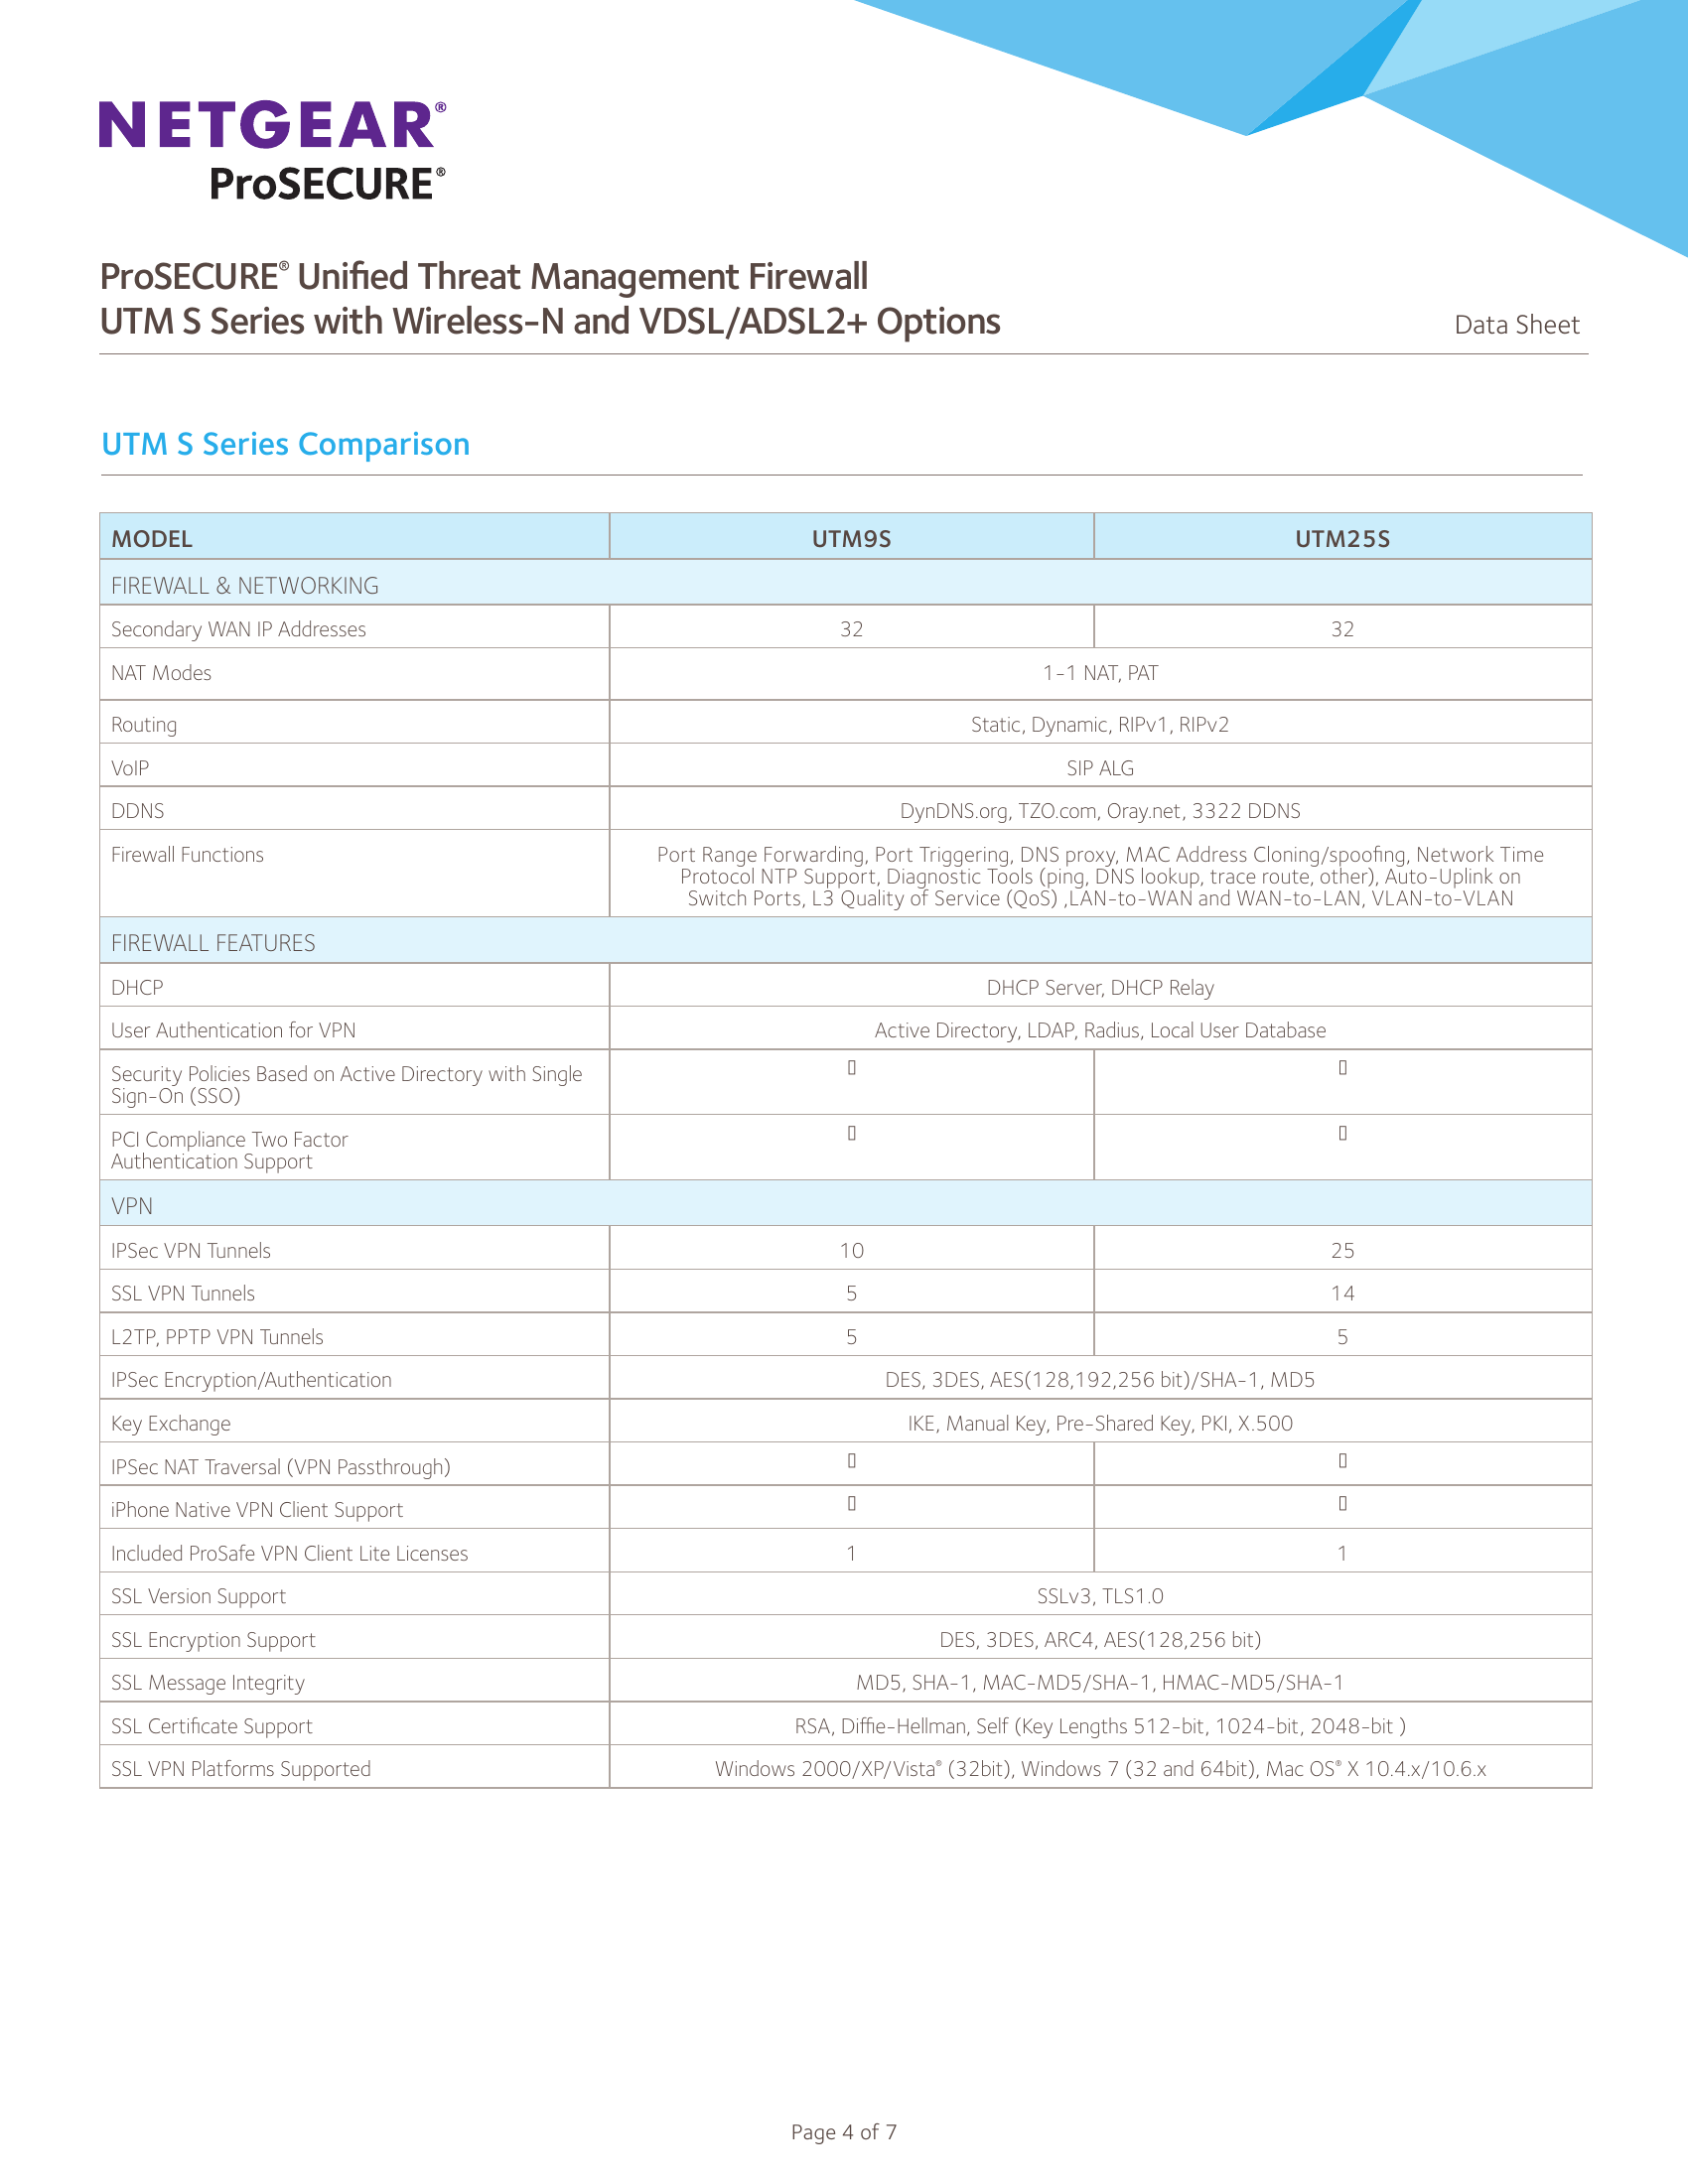 NETGEAR®
ProSECURE®
ProSECURE® Unified Threat Management Firewall
UTM S Series with Wireless-N and VDSL/ADSL2+ Options
Data Sheet
UTM S Series Comparison
MODEL UTM9S UTM25S
FIREWALL & NETWORKING
Secondary WAN IP Addresses 32 32
NAT Modes 1-1 NAT, PAT
Routing Static, Dynamic, RIPv1, RIPv2
VoIP SIP ALG
DDNS DynDNS.org, TZO.com, Oray.net, 3322 DDNS
Firewall Functions Port Range Forwarding, Port Triggering, DNS proxy, MAC Address Cloning/spoofing, Network Time
Protocol NTP Support, Diagnostic Tools (ping, DNS lookup, trace route, other), Auto-Uplink on
Switch Ports, L3 Quality of Service (QoS) ,LAN-to-WAN and WAN-to-LAN, VLAN-to-VLAN
FIREWALL FEATURES
DHCP DHCP Server, DHCP Relay
User Authentication for VPN Active Directory, LDAP, Radius, Local User Database
Security Policies Based on Active Directory with Single
Sign-On (SSO)
PCI Compliance Two Factor
Authentication Support
VPN
IPSec VPN Tunnels 10 25
SSL VPN Tunnels 5 14
L2TP, PPTP VPN Tunnels 5 5
IPSec Encryption/Authentication DES, 3DES, AES(128,192,256 bit)/SHA-1, MD5
Key Exchange IKE, Manual Key, Pre-Shared Key, PKI, X.500
IPSec NAT Traversal (VPN Passthrough)
iPhone Native VPN Client Support
Included ProSafe VPN Client Lite Licenses 1 1
SSL Version Support SSLv3, TLS1.0
SSL Encryption Support DES, 3DES, ARC4, AES(128,256 bit)
SSL Message Integrity MD5, SHA-1, MAC-MD5/SHA-1, HMAC-MD5/SHA-1
SSL Certificate Support RSA, Diffie-Hellman, Self (Key Lengths 512-bit, 1024-bit, 2048-bit )
SSL VPN Platforms Supported Windows 2000/XP/Vista® (32bit), Windows 7 (32 and 64bit), Mac OS® X 10.4.x/10.6.x
Page 4 of 7